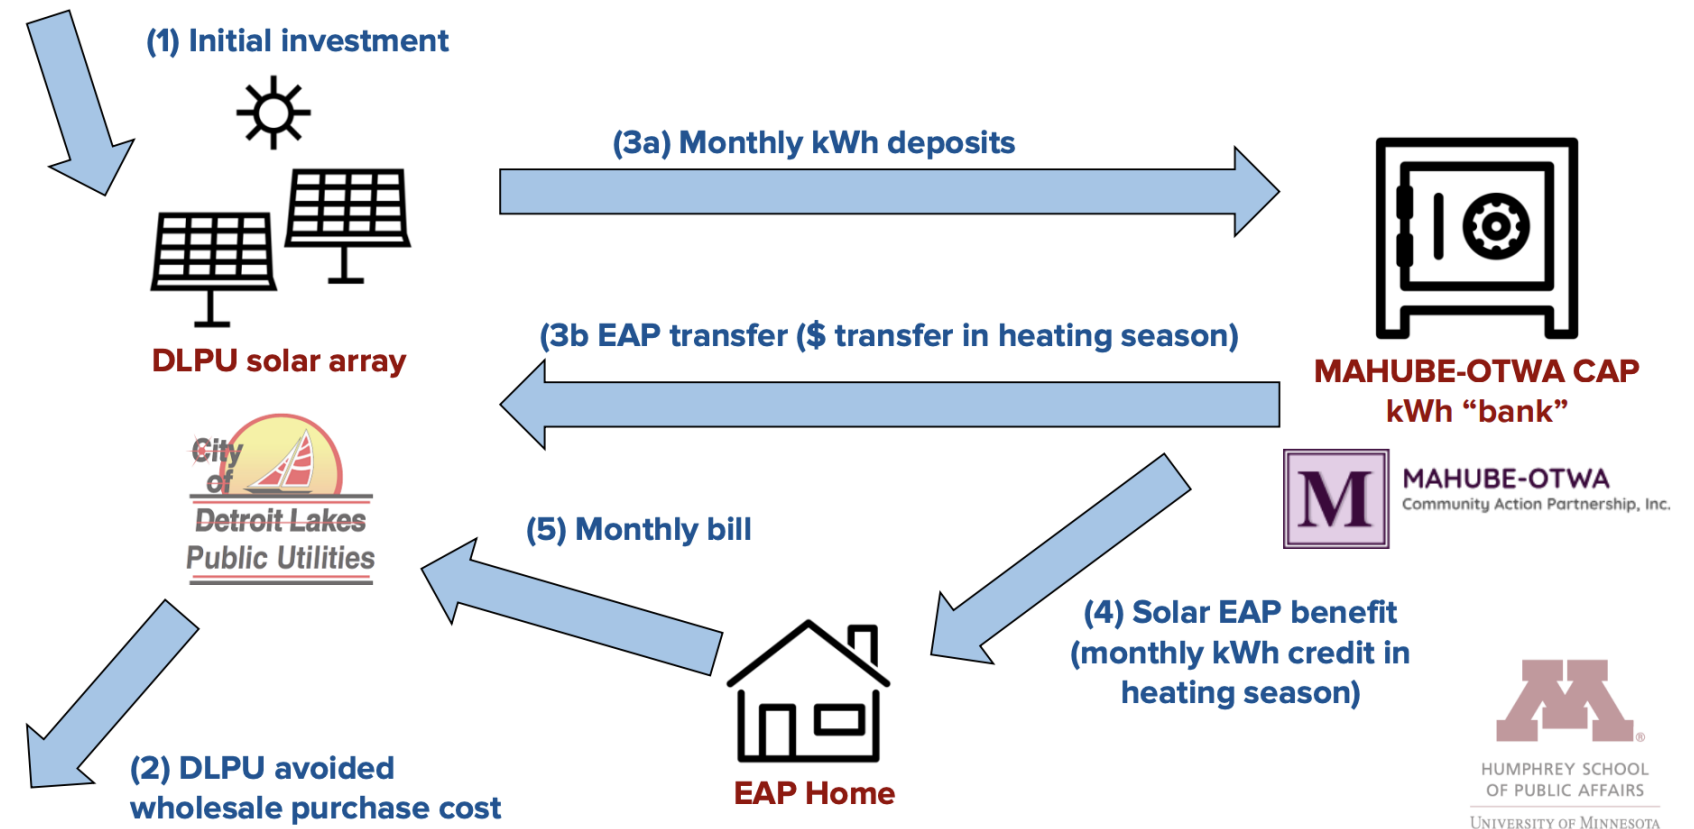 (1) Initial investment
(3a) Monthly kWh deposits
(3b EAP transfer ($ transfer in heating season)
DLPU solar array
MAHUBE-OTWA CAP
kWh “bank”
City
of
Detroit Lakes
Public Utilities
M
MAHUBE-OTWA
Community Action Partnership, Inc.
(5) Monthly bill
(4) Solar EAP benefit
(monthly kWh credit in
heating season)
EAP Home
(2) DLPU avoided
wholesale purchase cost
M®
HUMPHREY SCHOOL
OF PUBLIC AFFAIRS
UNIVERSITY OF MINNESOTA